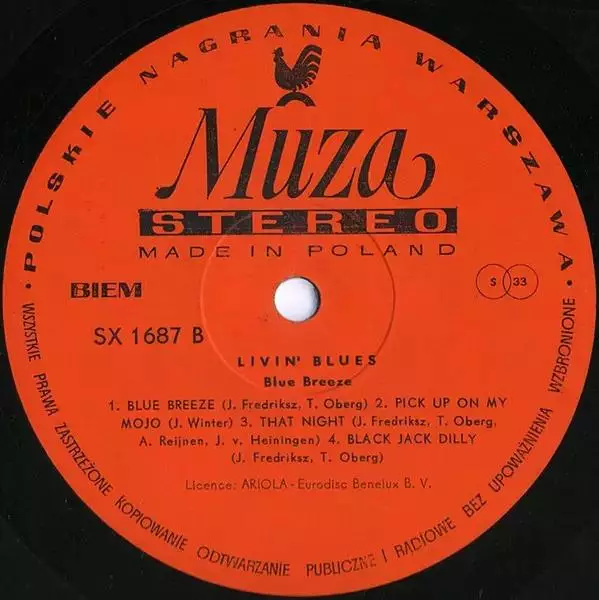 • POLSKIE NAGRANIA WARSZAWA •
Muza
STEREO
MADE IN POLAND
BIEM
S 33
SX 1687 B
LIVIN' BLUES
Blue Breeze
1. BLUE BREEZE (J. Fredriksz, T. Oberg) 2. PICK UP ON MY
MOJO (J. Winter) 3. THAT NIGHT (J. Fredriksz, T. Oberg,
A. Reijnen, J. v. Heiningen) 4. BLACK JACK DILLY
(J. Fredriksz, T. Oberg)
Licence: ARIOLA - Eurodisc Benelux B. V.
WSZYSTKIE PRAWA ZASTRZEŻONE KOPIOWANIE ODTWARZANIE PUBLICZNE I RADIOWE BEZ UPOWAŻNIENIA WZBRONIONE